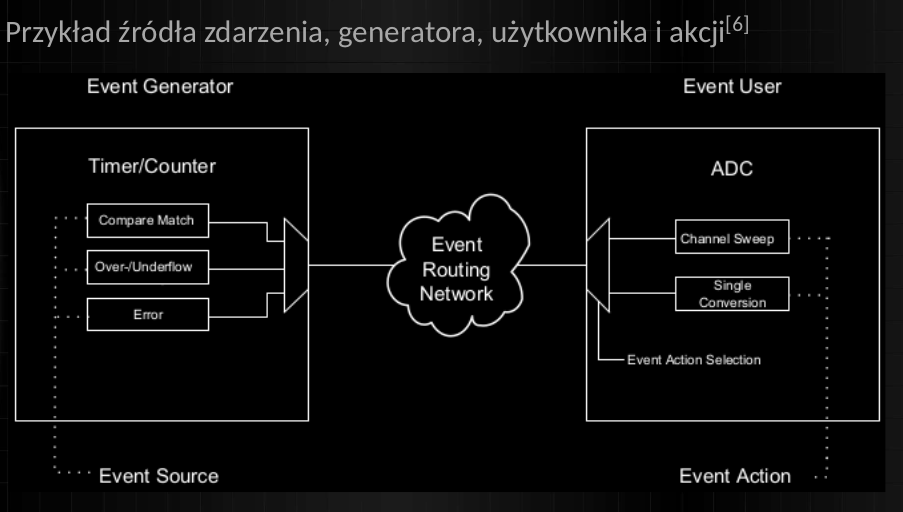 Przykład źródła zdarzenia, generatora, użytkownika i akcji[6]
Event Generator
Event User
Timer/Counter
ADC
Compare Match
Over-/Underflow
Error
Event
Routing
Network
Channel Sweep
Single
Conversion
Event Action Selection
Event Source
Event Action